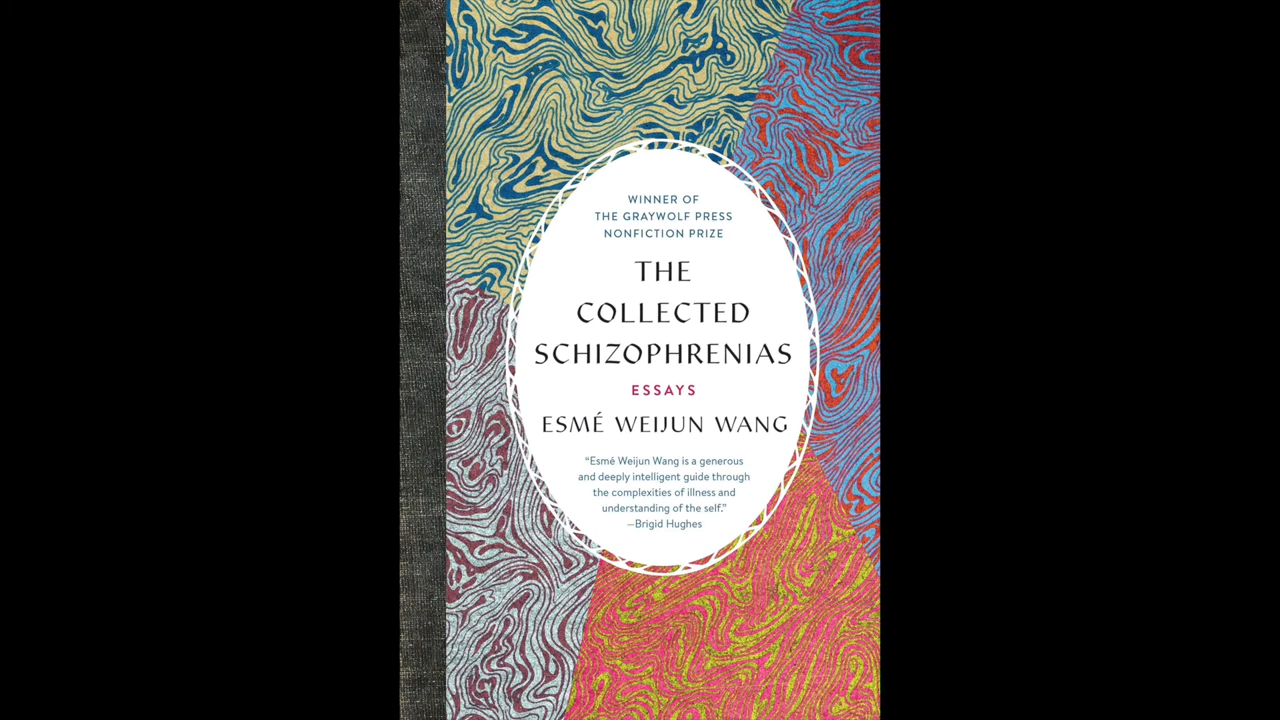 WINNER OF
THE GRAYWOLF PRESS
NONFICTION PRIZE
THE
COLLECTED
SCHIZOPHRENIAS
ESSAYS
ESMÉ WEIJUN WANG
“Esmé Weijun Wang is a generous
and deeply intelligent guide through
the complexities of illness and
understanding of the self.”
—Brigid Hughes